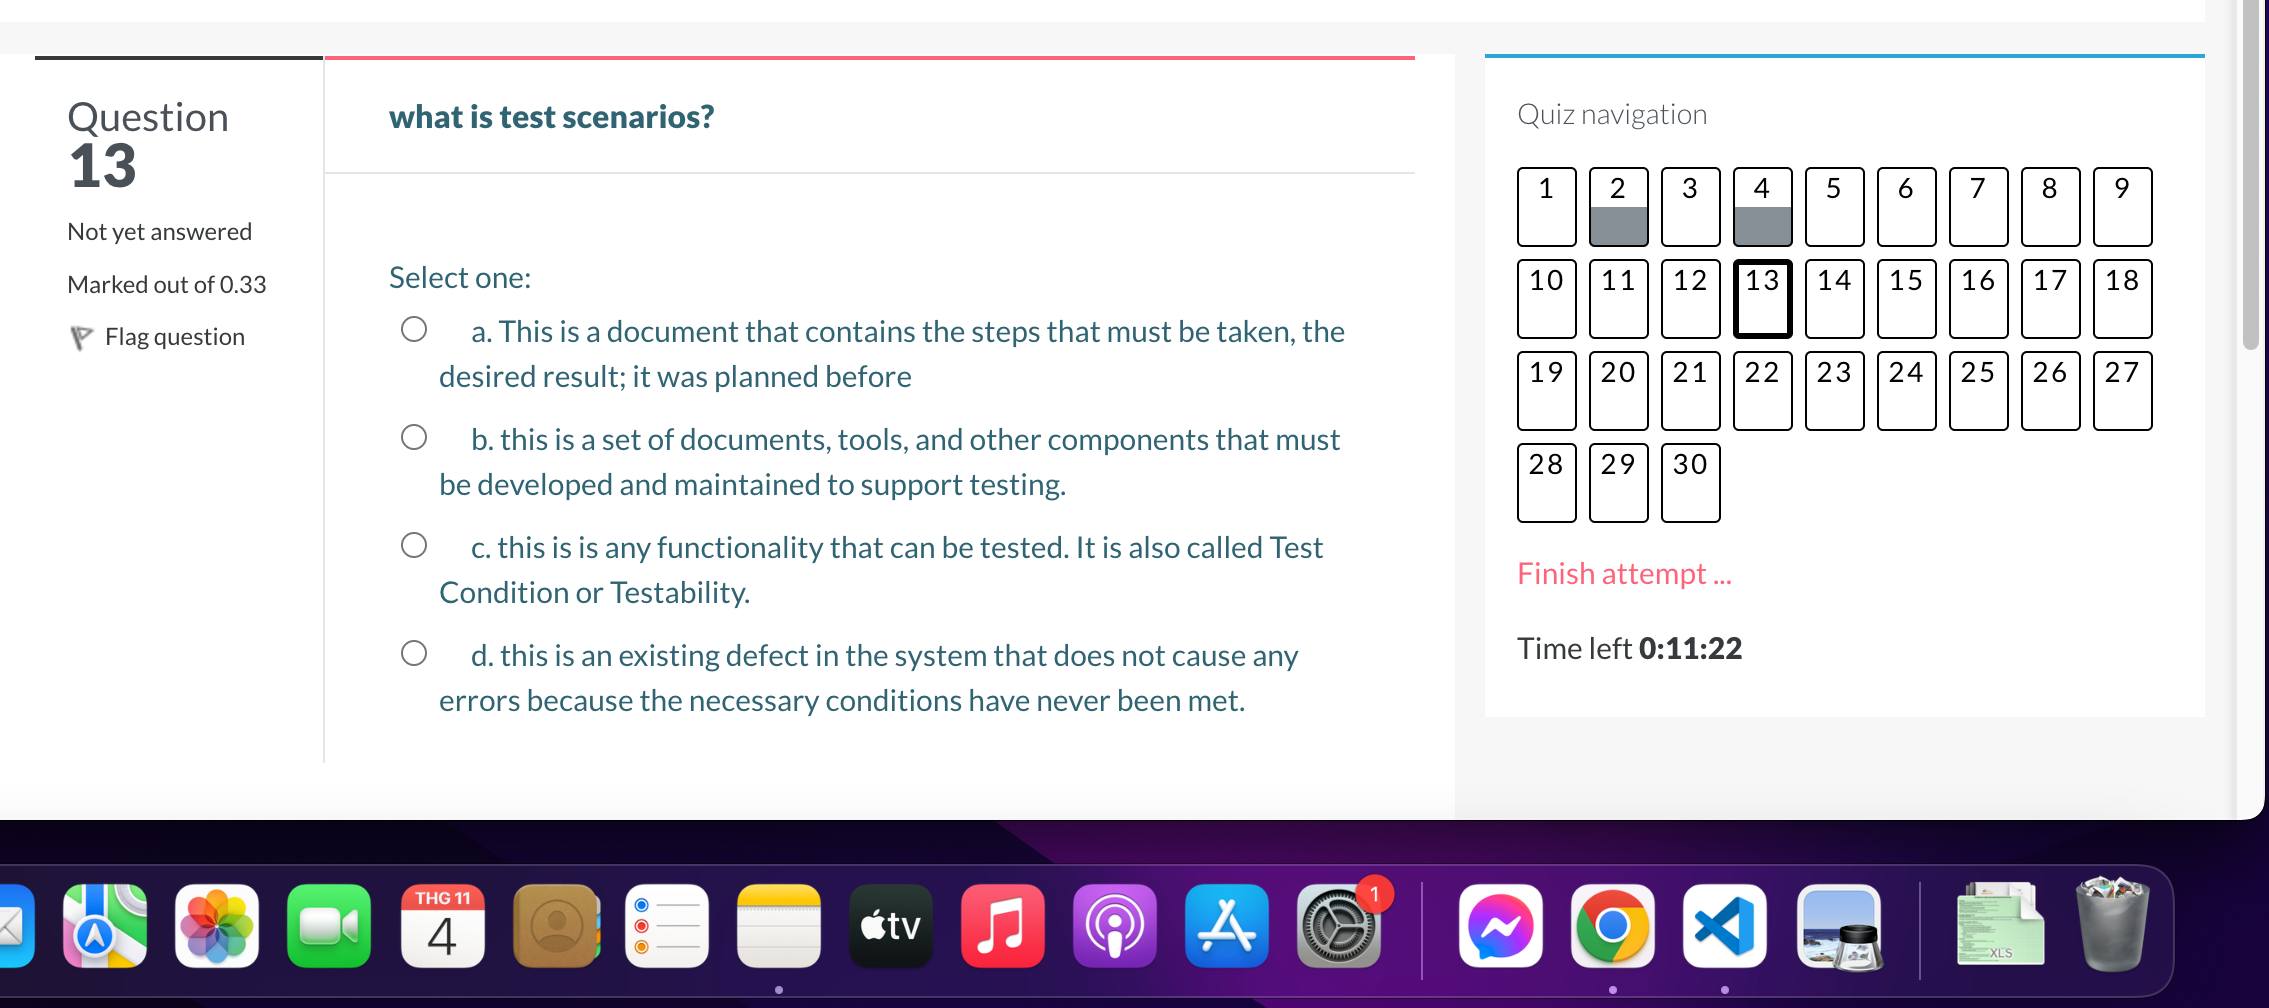 Question
13
Not yet answered
Marked out of 0.33
Flag question
what is test scenarios?
Select one:
a. This is a document that contains the steps that must be taken, the
desired result; it was planned before
b. this is a set of documents, tools, and other components that must
be developed and maintained to support testing.
c. this is is any functionality that can be tested. It is also called Test
Condition or Testability.
d. this is an existing defect in the system that does not cause any
errors because the necessary conditions have never been met.
Quiz navigation
1 2 3 4 5 6 7 8 9
10 11 12 13 14 15 16 17 18
19 20 21 22 23 24 25 26 27
28 29 30
Finish attempt ...
Time left 0:11:22
THG 11
4
tv
1
XLS